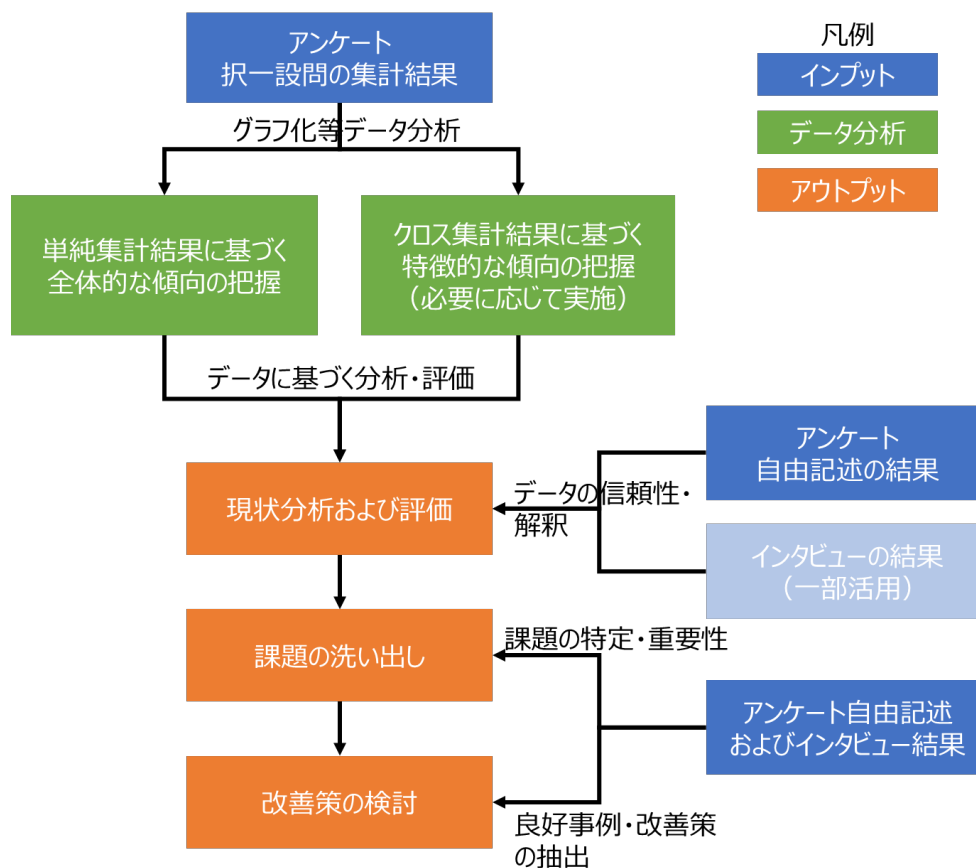 アンケート
択一設問の集計結果
凡例
インプット
データ分析
アウトプット
グラフ化等データ分析
単純集計結果に基づく
全体的な傾向の把握
クロス集計結果に基づく
特徴的な傾向の把握
（必要に応じて実施）
データに基づく分析・評価
アンケート
自由記述の結果
現状分析および評価
データの信頼性・
解釈
インタビューの結果
（一部活用）
課題の洗い出し
課題の特定・重要性
アンケート自由記述
およびインタビュー結果
改善策の検討
良好事例・改善策
の抽出